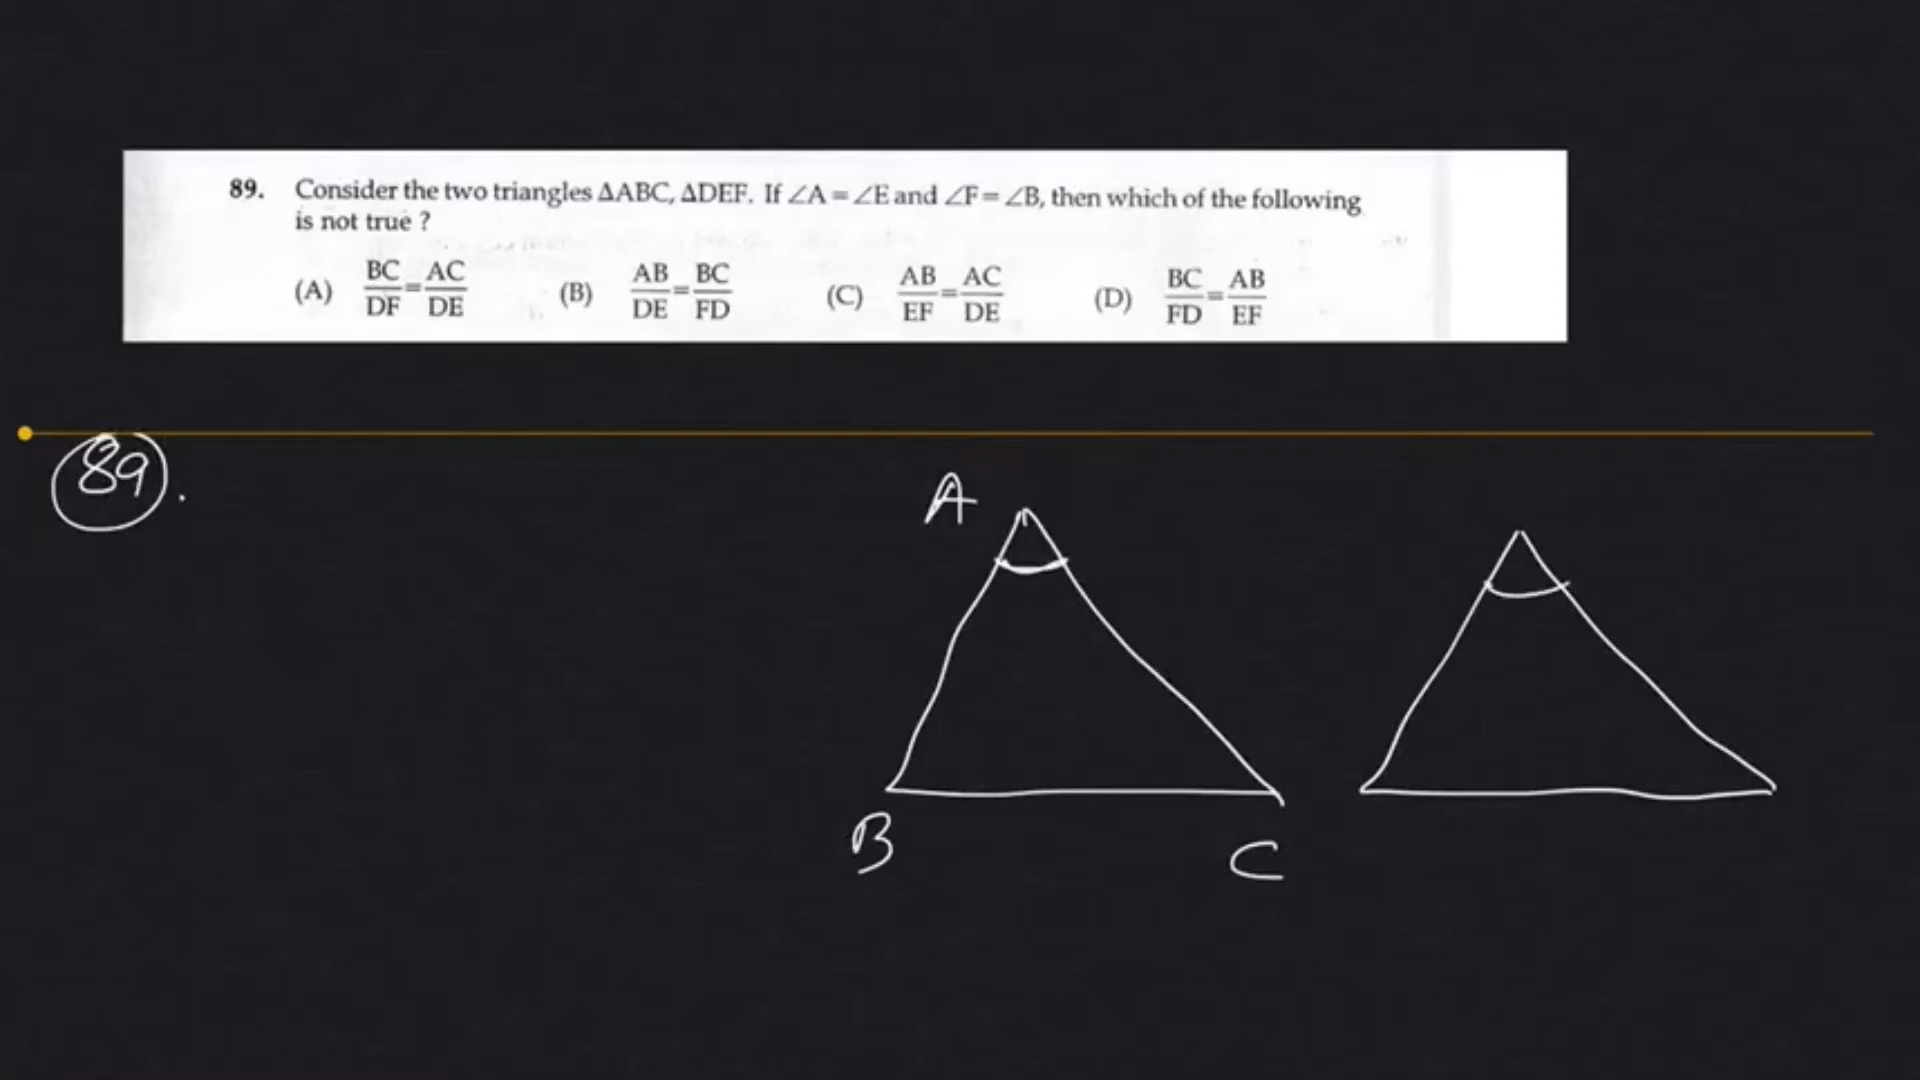 89. Consider the two triangles ΔABC, ΔDEF. If ∠A = ∠E and ∠F = ∠B, then which of the following
is not true ?
(A) BC/DF = AC/DE (B) AB/DE = BC/FD (C) AB/EF = AC/DE (D) BC/FD = AB/EF
89.
A
B
C